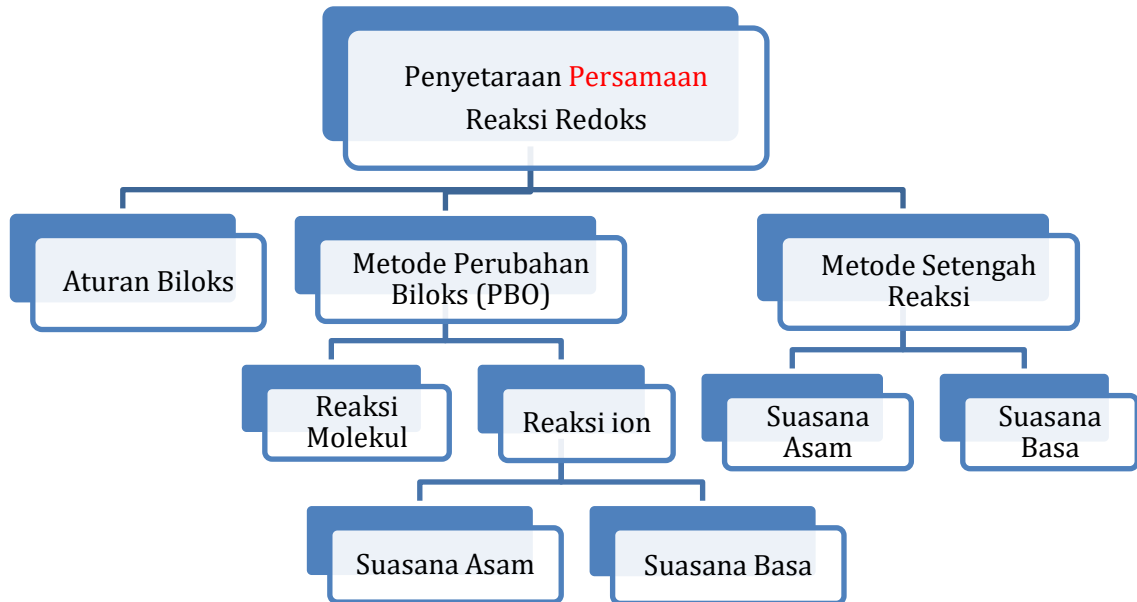 Penyetaraan Persamaan
Reaksi Redoks
Aturan Biloks
Metode Perubahan
Biloks (PBO)
Metode Setengah
Reaksi
Reaksi
Molekul
Reaksi ion
Suasana
Asam
Suasana
Basa
Suasana Asam
Suasana Basa